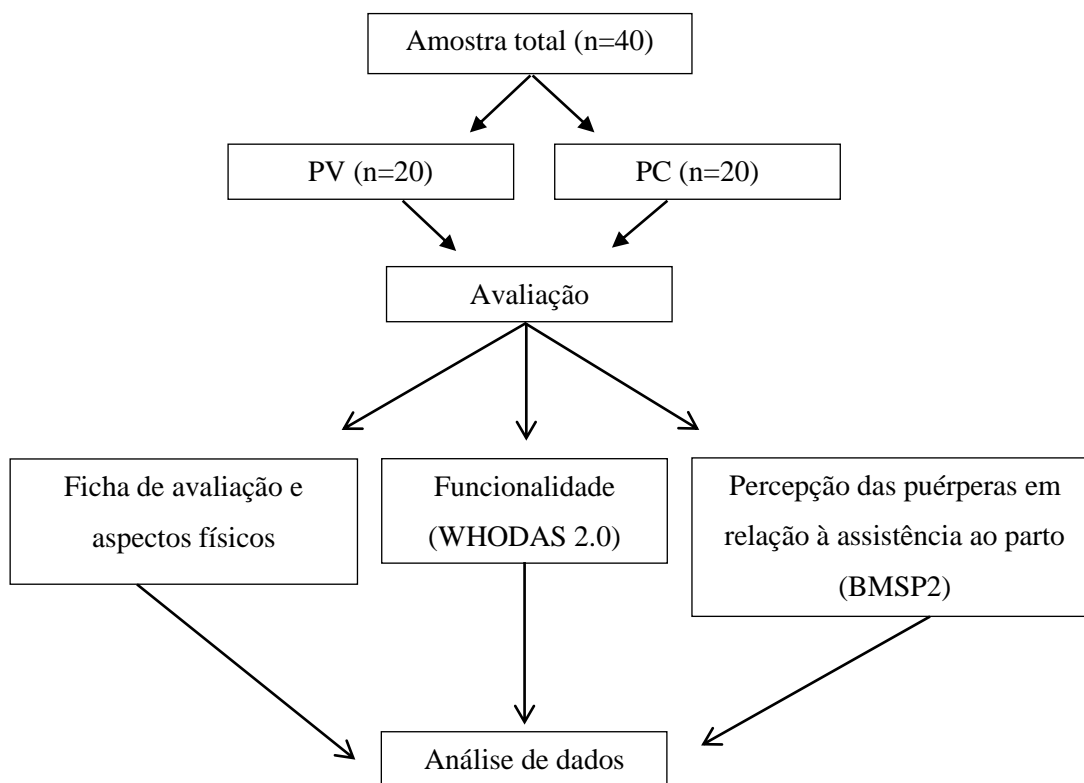 Amostra total (n=40)
PV (n=20)
PC (n=20)
Avaliação
Ficha de avaliação e
aspectos físicos
Funcionalidade
(WHODAS 2.0)
Percepção das puérperas em
relação à assistência ao parto
(BMSP2)
Análise de dados